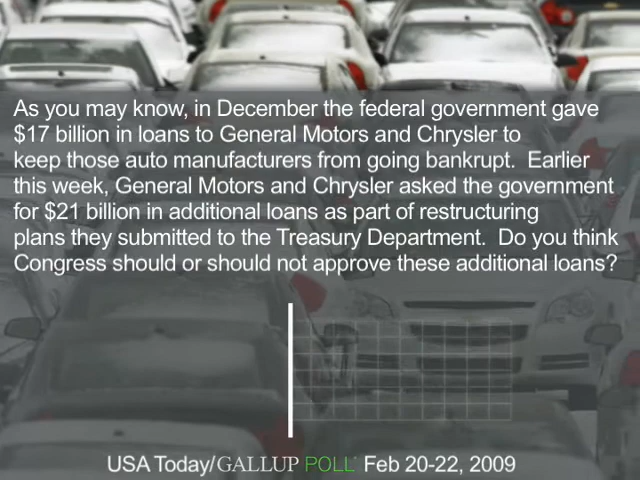 As you may know, in December the federal government gave
$17 billion in loans to General Motors and Chrysler to
keep those auto manufacturers from going bankrupt. Earlier
this week, General Motors and Chrysler asked the government
for $21 billion in additional loans as part of restructuring
plans they submitted to the Treasury Department. Do you think
Congress should or should not approve these additional loans?
USA Today/GALLUP POLL Feb 20-22, 2009